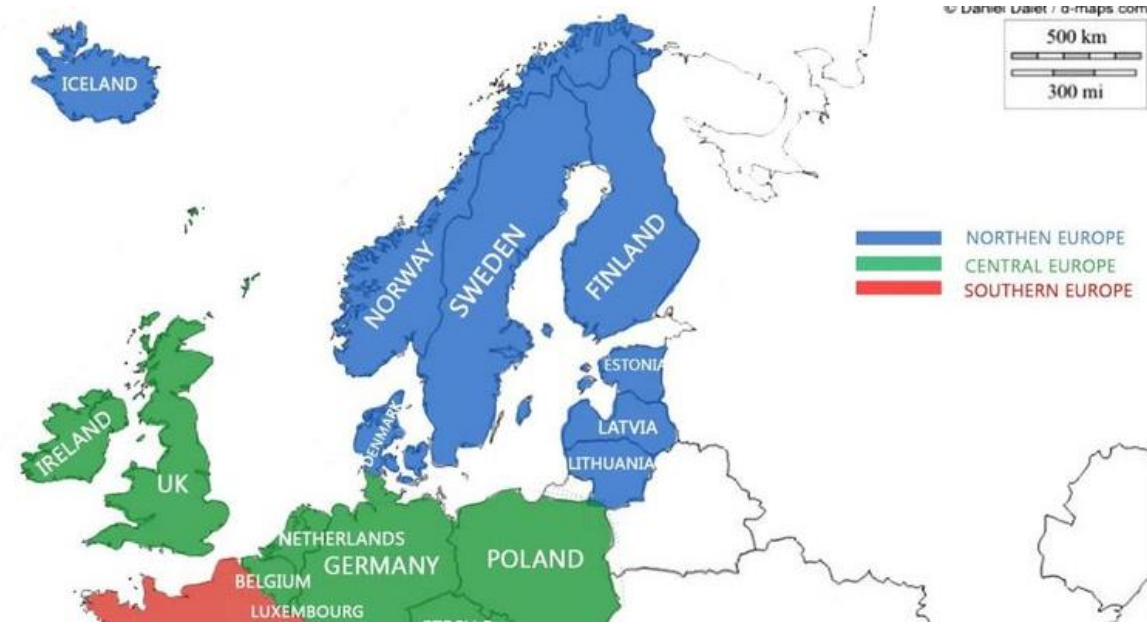 © Daniel Dalet / d-maps.com
500 km
300 mi
ICELAND
NORWAY
SWEDEN
FINLAND
NORTHEN EUROPE
CENTRAL EUROPE
SOUTHERN EUROPE
ESTONIA
LATVIA
LITHUANIA
DENMARK
IRELAND
UK
NETHERLANDS
GERMANY
POLAND
BELGIUM
LUXEMBOURG